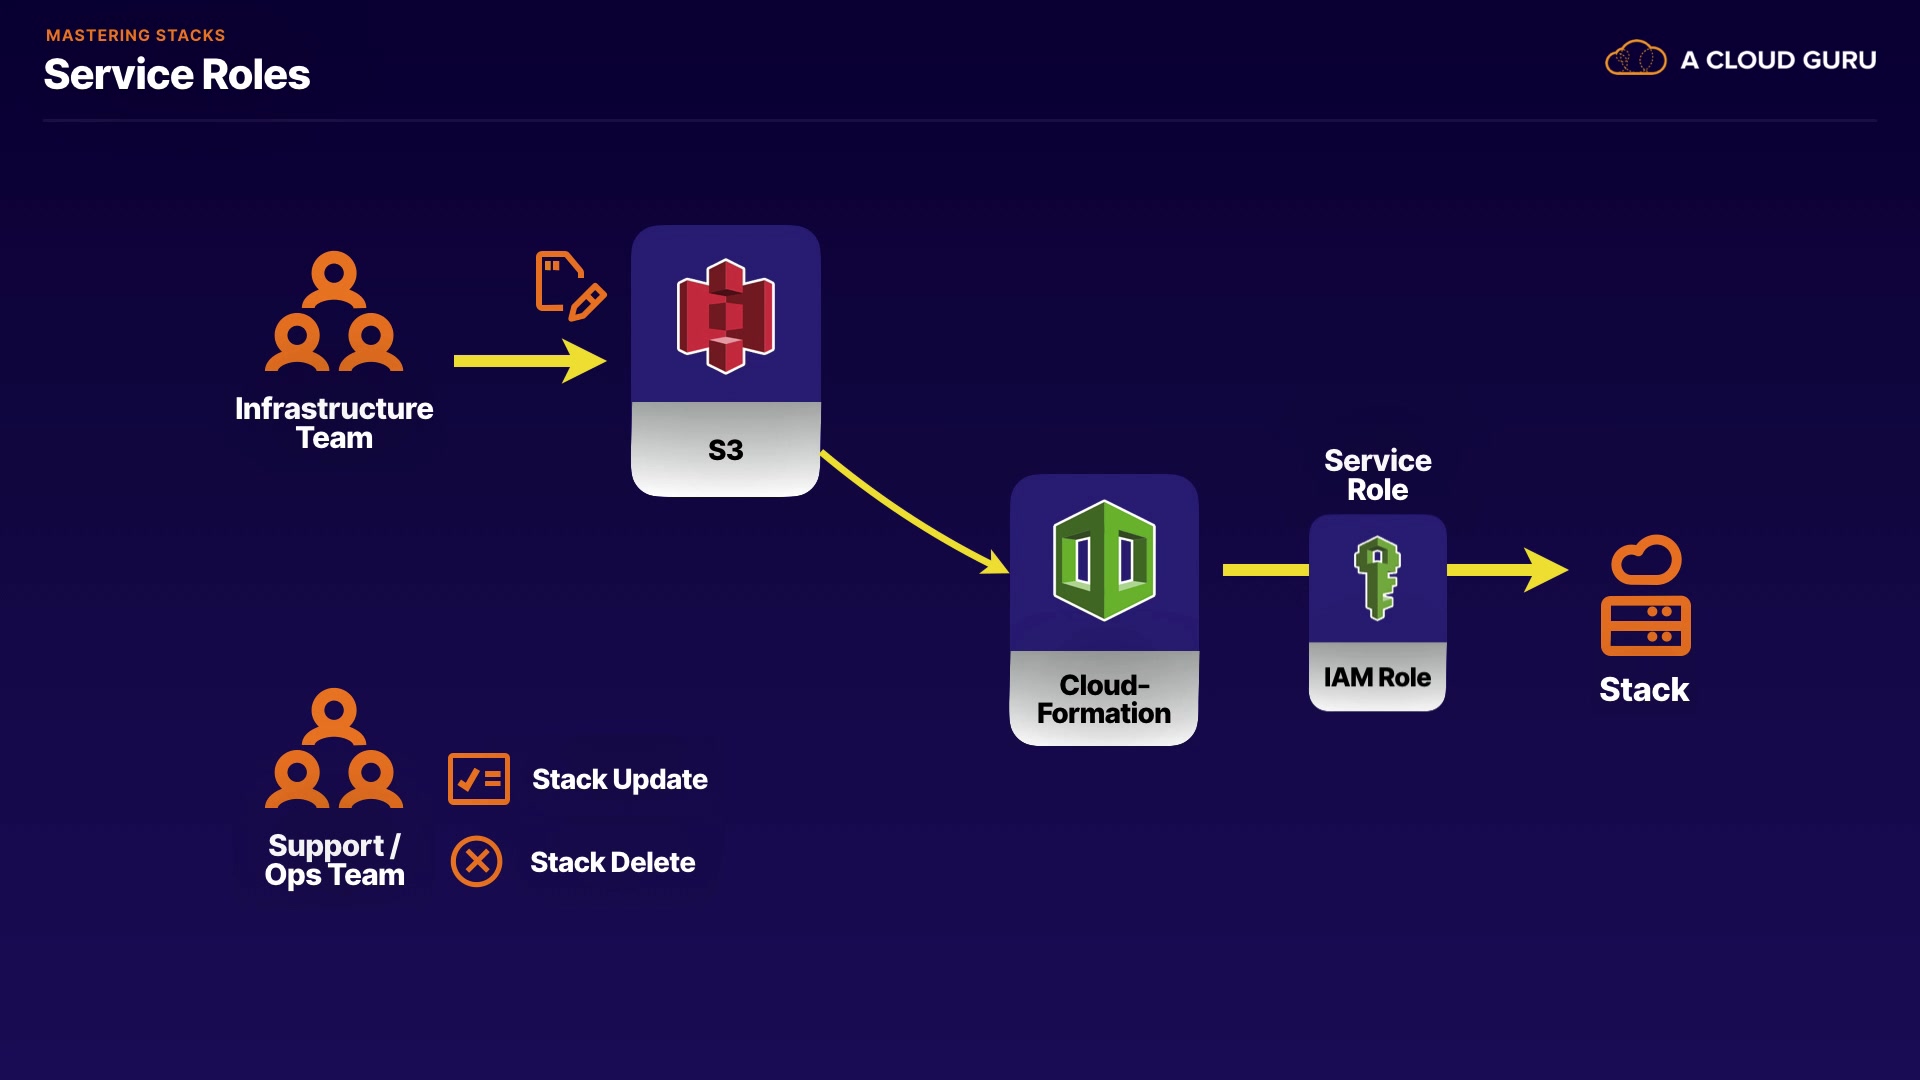 MASTERING STACKS
Service Roles
A CLOUD GURU
Infrastructure
Team
S3
Service
Role
Cloud-
Formation
IAM Role
Stack
Support /
Ops Team
Stack Update
Stack Delete